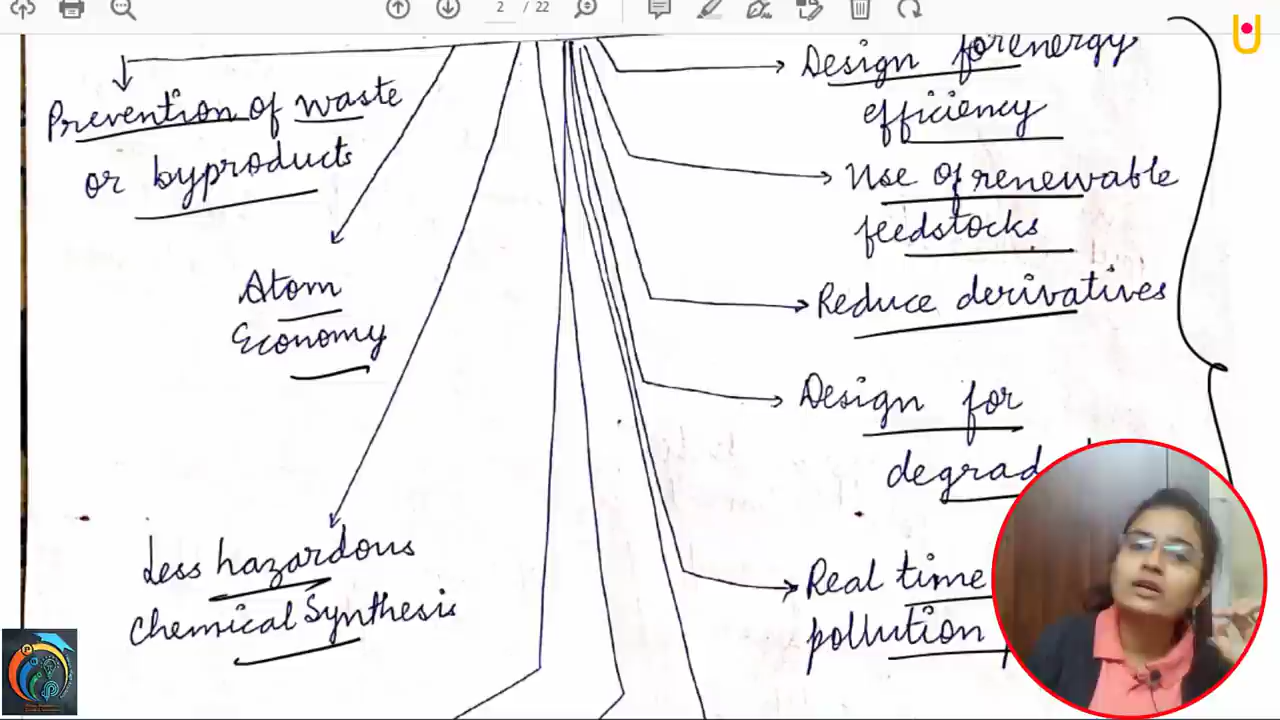 2 / 22
Prevention of waste
or byproducts
Atom
Economy
Less hazardous
Chemical Synthesis
Design for energy
efficiency
Use of renewable
feedstocks
Reduce derivatives
Design for
Real time
pollution